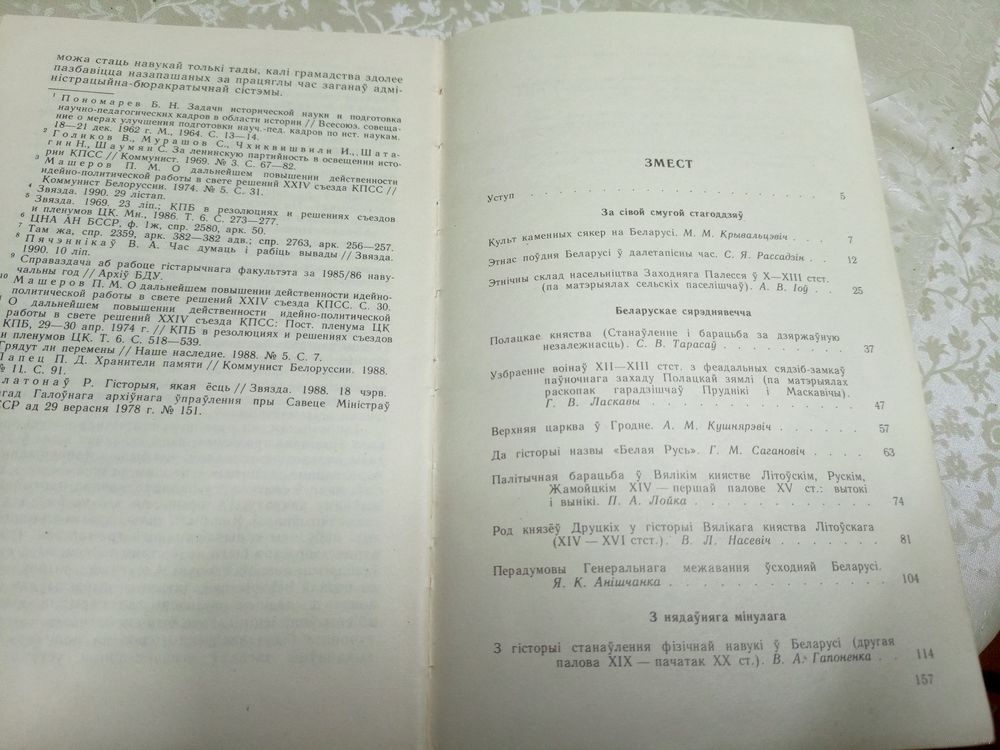 можа стаць навукай толькі тады, калі грамадства здолее
пазбавіцца назапашаных за працяглы час заганаў адмі-
ністрацыйна-бюракратычнай сістэмы.
1 Пономарев Б. Н. Задачи исторической науки и подготовка
научно-педагогических кадров в области истории // Всесоюз. совеща-
ние о мерах улучшения подготовки науч.-пед. кадров по ист. наукам.
18—21 дек. 1962 г. М., 1964. С. 13—14.
2 Голиков В., Мурашов С., Чхиквишвили И., Шата-
гин Н., Шаумян С. За ленинскую партийность в освещении исто-
рии КПСС // Коммунист. 1969. № 3. С. 67—82.
3 Машеров П. М. О дальнейшем повышении действенности
идейно-политической работы в свете решений XXIV съезда КПСС //
Коммунист Белоруссии. 1974. № 5. С. 31.
4 Звязда. 1990. 29 лістап.
5 Звязда. 1969. 23 ліп.; КПБ в резолюциях и решениях съездов
и пленумов ЦК. Мн., 1986. Т. 6. С. 273—277.
6 ЦНА АН БССР, ф. 1ж, спр. 2580, арк. 50.
7 Там жа, спр. 2359, арк. 382—382 адв.; спр. 2763, арк. 256—257.
8 Пячэннікаў В. А. Час думаць і рабіць вывады // Звязда.
1990. 10 ліп.
9 Справаздача аб рабоце гістарычнага факультэта за 1985/86 наву-
чальны год // Архіў БДУ.
10 Машеров П. М. О дальнейшем повышении действенности идейно-
политической работы в свете решений XXIV съезда КПСС. С. 30.
О дальнейшем повышении действенности идейно-политической
работы в свете решений XXIV съезда КПСС: Пост. пленума ЦК
КПБ, 29—30 апр. 1974 г. // КПБ в резолюциях и решениях съездов
и пленумов ЦК. Т. 6. С. 518—539.
Грядут ли перемены // Наше наследие. 1988. № 5. С. 7.
Лапец П. Д. Хранители памяти // Коммунист Белоруссии. 1988.
№ 11. С. 91.
латонаў Р. Гісторыя, якая ёсць // Звязда. 1988. 18 чэрв.
агад Галоўнага архіўнага ўпраўлення пры Савеце Міністраў
ССР ад 29 верасня 1978 г. № 151.
ЗМЕСТ
Уступ . . . . . . . . . . . . . . . . . . . . 5
За сівой смугой стагоддзяў
Культ каменных сякер на Беларусі. М. М. Крывальцэвіч . . . 7
Этнас поўдня Беларусі ў далетапісны час. С. Я. Рассадзін . . 12
Этнічны склад насельніцтва Заходняга Палесся ў X—XIII стст.
(па матэрыялах сельскіх паселішчаў). А. В. Іоў . . . . 25
Беларускае сярэднявечча
Полацкае княства (Станаўленне і барацьба за дзяржаўную
незалежнасць). С. В. Тарасаў . . . . . . . . . 37
Узбраенне воінаў XII—XIII стст. з феадальных сядзіб-замкаў
паўночнага захаду Полацкай зямлі (па матэрыялах
раскопак гарадзішчаў Пруднікі і Маскавічы).
Г. В. Ласкавы . . . . . . . . . . . . . 47
Верхняя царква ў Гродне. А. М. Кушнярэвіч . . . . . 57
Да гісторыі назвы «Белая Русь». Г. М. Сагановіч . . . . 63
Палітычная барацьба ў Вялікім княстве Літоўскім, Рускім,
Жамойцкім XIV — першай палове XV ст.: вытокі
і вынікі. П. А. Лойка . . . . . . . . . . . 74
Род князёў Друцкіх у гісторыі Вялікага княства Літоўскага
(XIV — XVI стст.). В. Л. Насевіч . . . . . . . 81
Перадумовы Генеральнага межавання ўсходняй Беларусі.
Я. К. Анішчанка . . . . . . . . . . . . . 104
З нядаўняга мінулага
З гісторыі станаўлення фізічнай навукі ў Беларусі (другая
палова XIX — пачатак XX ст.). В. А. Гапоненка . . 114
157